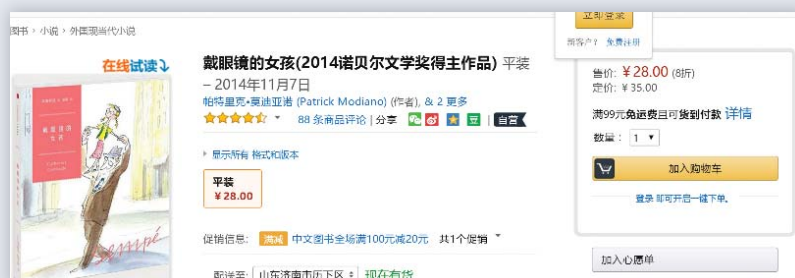 图书 › 小说 › 外国现当代小说
立即登录
新客户？ 免费注册
在线试读
戴眼镜的女孩
sempé
戴眼镜的女孩(2014诺贝尔文学奖得主作品) 平装
– 2014年11月7日
帕特里克•莫迪亚诺 (Patrick Modiano) (作者), & 2 更多
88 条商品评论 | 分享 豆 | 自营
显示所有 格式和版本
平装
￥28.00
促销信息: 满减 中文图书全场满100元减20元 共1个促销
配送至: 山东济南市历下区 现在有货
售价: ￥28.00 (8折)
定价: ￥35.00
满99元免运费且可货到付款 详情
数量: 1
加入购物车
登录 即可开启一键下单。
加入心愿单